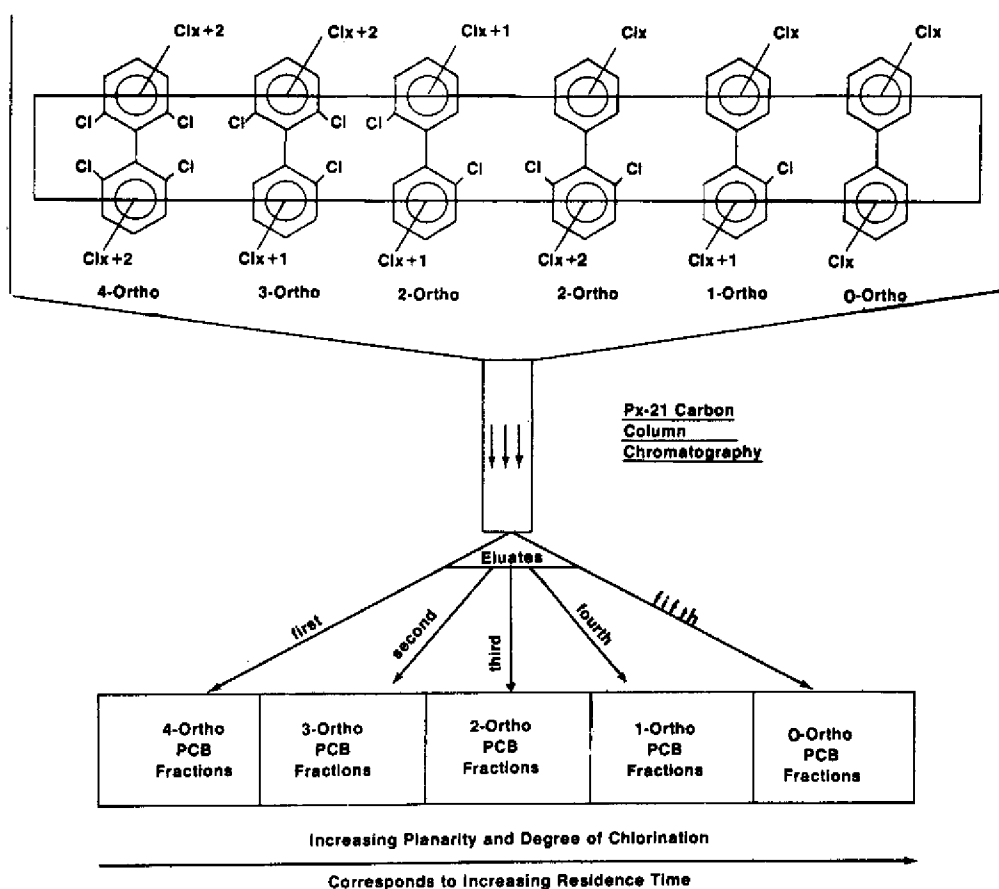 Clx+2 Clx+2 Clx+1 Clx Clx Clx
Cl Cl Cl Cl Cl
Cl Cl Cl Cl Cl Cl Cl
Clx+2 Clx+1 Clx+1 Clx+2 Clx+1 Clx
4-Ortho 3-Ortho 2-Ortho 2-Ortho 1-Ortho 0-Ortho
Px-21 Carbon
Column
Chromatography
Eluates
first
second
third
fourth
fifth
4-Ortho
PCB
Fractions
3-Ortho
PCB
Fractions
2-Ortho
PCB
Fractions
1-Ortho
PCB
Fractions
0-Ortho
PCB
Fractions
Increasing Planarity and Degree of Chlorination
Corresponds to Increasing Residence Time